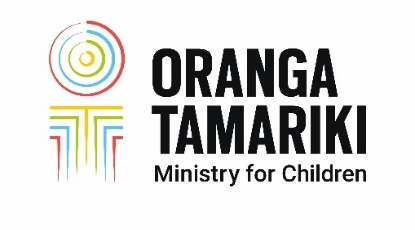 ORANGA
TAMARIKI
Ministry for Children